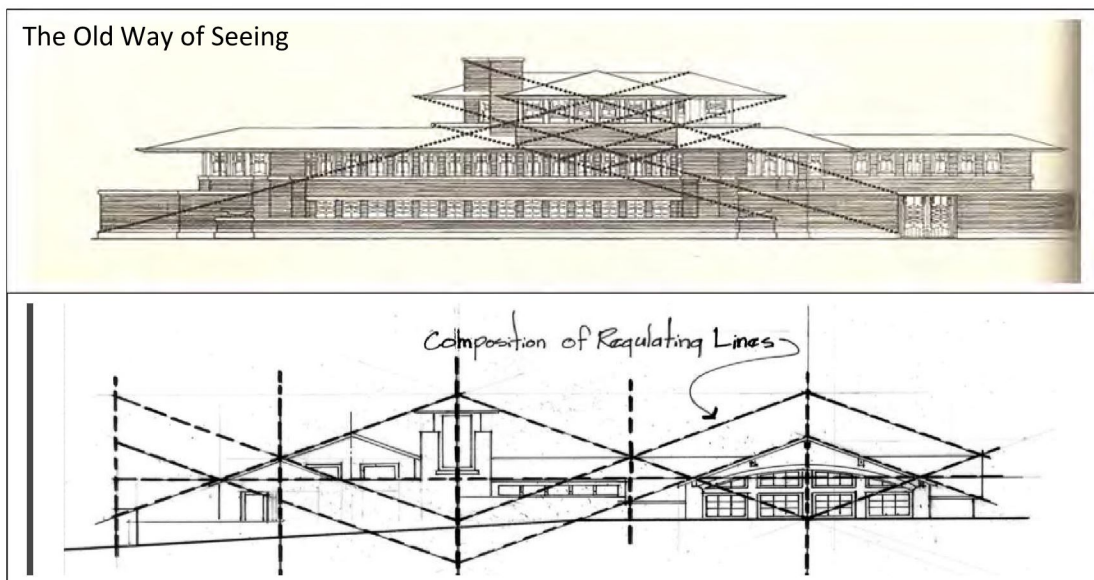 The Old Way of Seeing
Composition of Regulating Lines